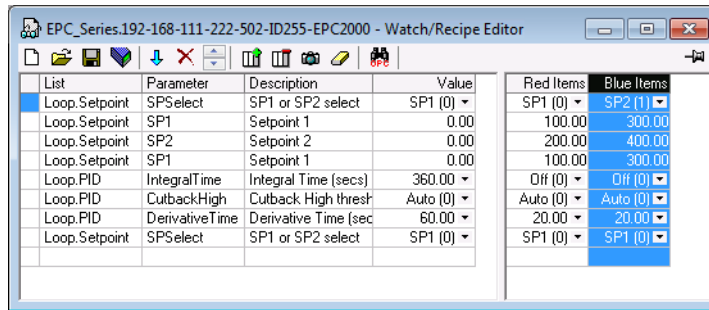 EPC_Series.192-168-111-222-502-ID255-EPC2000 - Watch/Recipe Editor
OPC
List Parameter Description Value Red Items Blue Items
Loop.Setpoint SPSelect SP1 or SP2 select SP1 (0) SP1 (0) SP2 (1)
Loop.Setpoint SP1 Setpoint 1 0.00 100.00 300.00
Loop.Setpoint SP2 Setpoint 2 0.00 200.00 400.00
Loop.Setpoint SP1 Setpoint 1 0.00 100.00 300.00
Loop.PID IntegralTime Integral Time (secs) 360.00 Off (0) Off (0)
Loop.PID CutbackHigh Cutback High thresh Auto (0) Auto (0) Auto (0)
Loop.PID DerivativeTime Derivative Time (sec 60.00 20.00 20.00
Loop.Setpoint SPSelect SP1 or SP2 select SP1 (0) SP1 (0) SP1 (0)